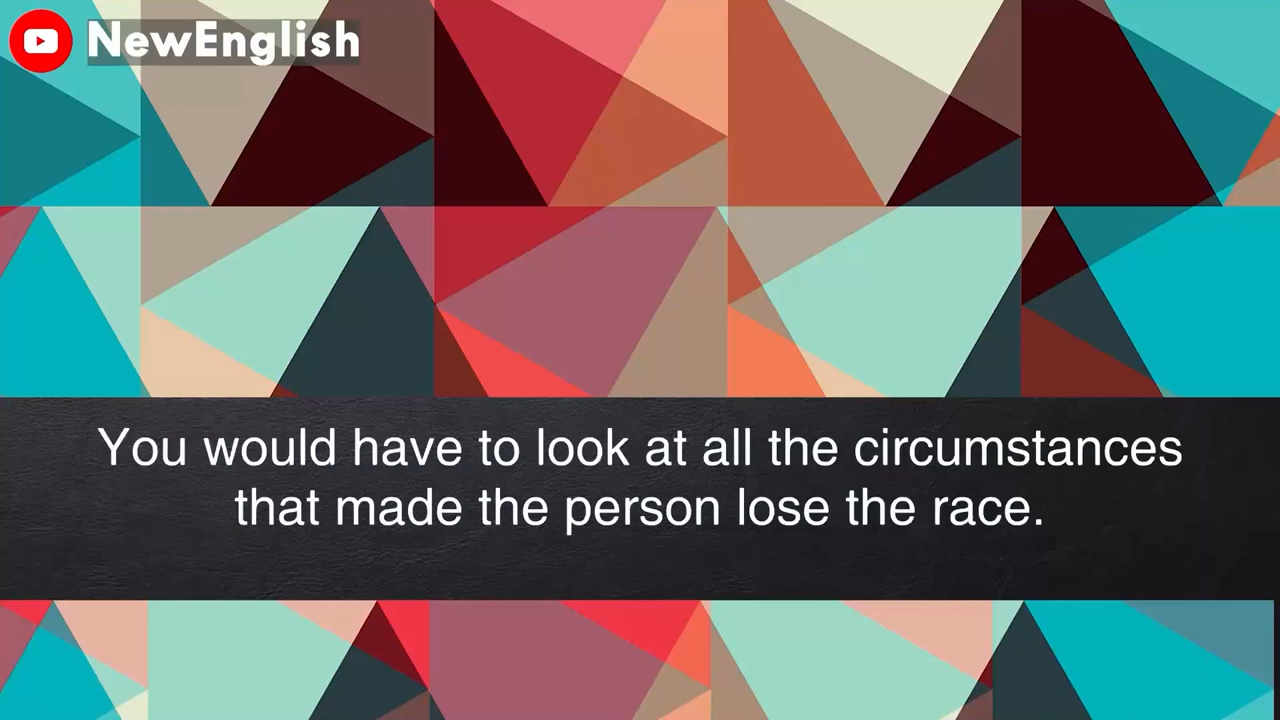 NewEnglish
You would have to look at all the circumstances
that made the person lose the race.